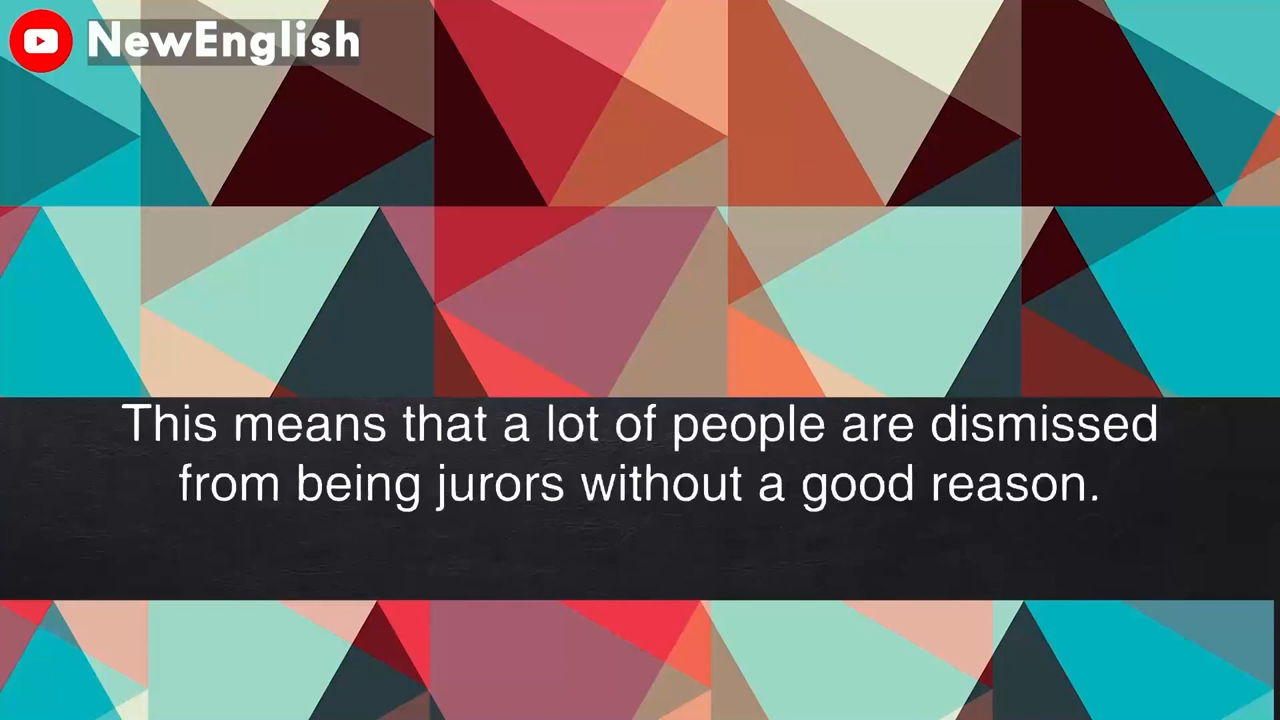 NewEnglish
This means that a lot of people are dismissed
from being jurors without a good reason.